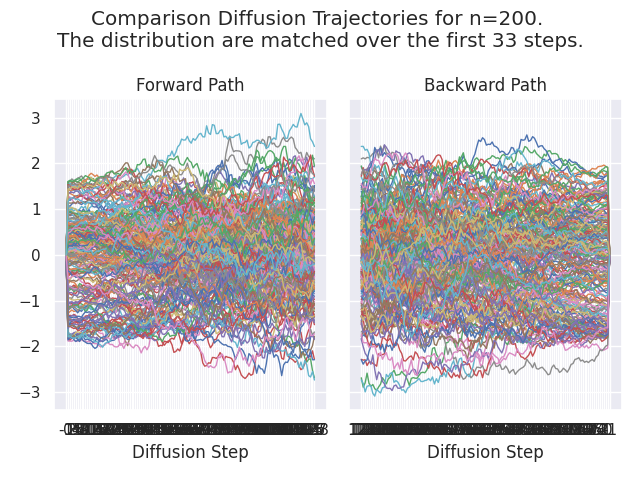 Comparison Diffusion Trajectories for n=200.
The distribution are matched over the first 33 steps.
Forward Path
Backward Path
3
2
1
0
−1
−2
−3
Diffusion Step
Diffusion Step